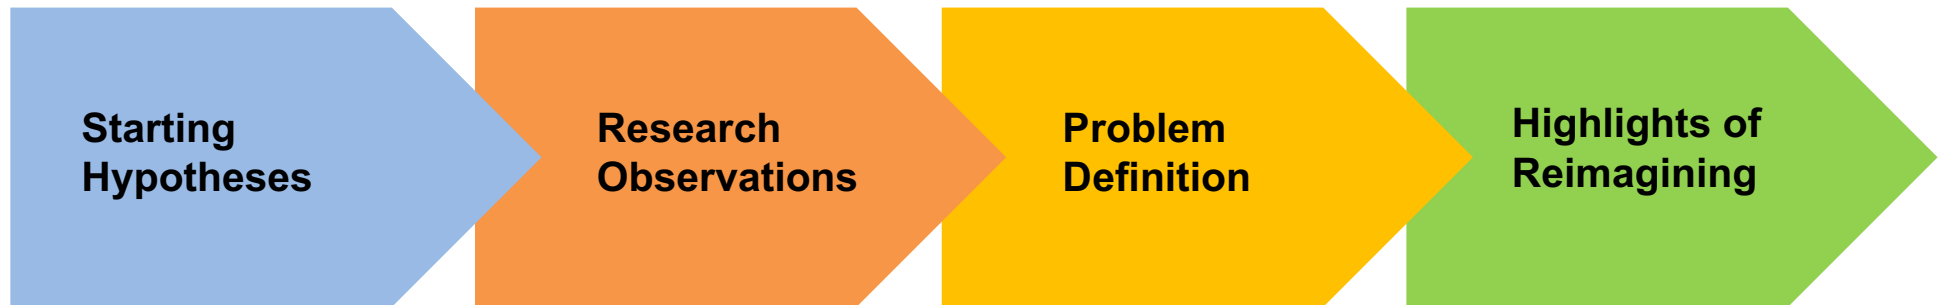 Starting
Hypotheses
Research
Observations
Problem
Definition
Highlights of
Reimagining